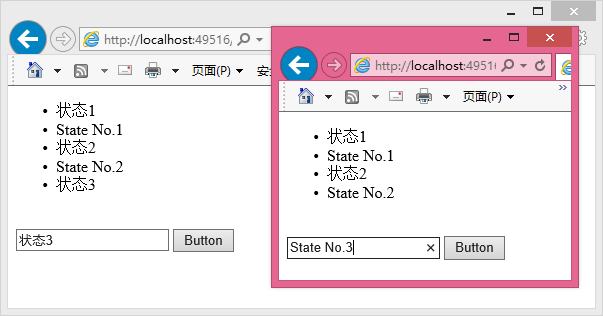 http://localhost:49516/
页面(P)
安全
• 状态1
• State No.1
• 状态2
• State No.2
• 状态3
状态3
Button
http://localhost:4951
页面(P)
• 状态1
• State No.1
• 状态2
• State No.2
State No.3
Button